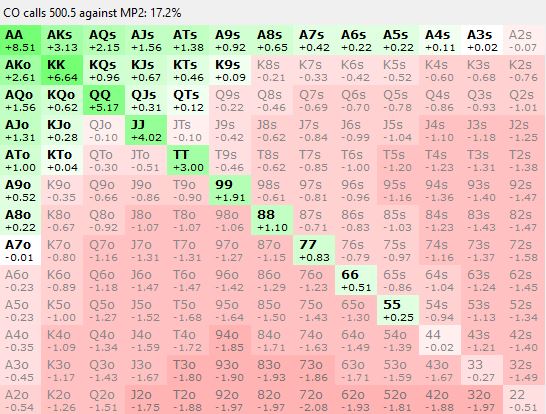 CO calls 500.5 against MP2: 17.2%
AA AKs AQs AJs ATs A9s A8s A7s A6s A5s A4s A3s A2s
+8.51 +3.13 +2.15 +1.56 +1.38 +0.92 +0.65 +0.42 +0.22 +0.22 +0.11 +0.02 -0.07
AKo KK KQs KJs KTs K9s K8s K7s K6s K5s K4s K3s K2s
+2.61 +6.64 +0.96 +0.67 +0.46 +0.09 -0.21 -0.33 -0.42 -0.52 -0.60 -0.68 -0.76
AQo KQo QQ QJs QTs Q9s Q8s Q7s Q6s Q5s Q4s Q3s Q2s
+1.56 +0.62 +5.17 +0.31 +0.12 -0.22 -0.46 -0.69 -0.70 -0.78 -0.86 -0.93 -1.01
AJo KJo QJo JJ JTs J9s J8s J7s J6s J5s J4s J3s J2s
+1.31 +0.28 -0.10 +4.02 -0.10 -0.42 -0.62 -0.84 -0.99 -1.04 -1.10 -1.18 -1.25
ATo KTo QTo JTo TT T9s T8s T7s T6s T5s T4s T3s T2s
+1.00 +0.04 -0.30 -0.51 +3.00 -0.46 -0.62 -0.85 -1.00 -1.20 -1.23 -1.31 -1.38
A9o K9o Q9o J9o T9o 99 98s 97s 96s 95s 94s 93s 92s
+0.52 -0.35 -0.66 -0.86 -0.90 +1.91 -0.61 -0.81 -0.96 -1.16 -1.36 -1.40 -1.47
A8o K8o Q8o J8o T8o 98o 88 87s 86s 85s 84s 83s 82s
+0.22 -0.67 -0.92 -1.07 -1.07 -1.06 +1.10 -0.71 -0.83 -1.03 -1.23 -1.43 -1.47
A7o K7o Q7o J7o T7o 97o 87o 77 76s 75s 74s 73s 72s
-0.01 -0.80 -1.16 -1.31 -1.31 -1.27 -1.15 +0.83 -0.79 -0.97 -1.16 -1.37 -1.58
A6o K6o Q6o J6o T6o 96o 86o 76o 66 65s 64s 63s 62s
-0.23 -0.89 -1.18 -1.47 -1.46 -1.42 -1.29 -1.23 +0.51 -0.86 -1.04 -1.24 -1.45
A5o K5o Q5o J5o T5o 95o 85o 75o 65o 55 54s 53s 52s
-0.23 -1.00 -1.27 -1.52 -1.68 -1.64 -1.50 -1.43 -1.30 +0.25 -0.94 -1.13 -1.34
A4o K4o Q4o J4o T4o 94o 84o 74o 64o 54o 44 43s 42s
-0.35 -1.09 -1.34 -1.59 -1.72 -1.85 -1.71 -1.63 -1.49 -1.39 -0.02 -1.21 -1.40
A3o K3o Q3o J3o T3o 93o 83o 73o 63o 53o 43o 33 32s
-0.45 -1.17 -1.43 -1.67 -1.80 -1.90 -1.93 -1.86 -1.71 -1.59 -1.67 -0.27 -1.49
A2o K2o Q2o J2o T2o 92o 82o 72o 62o 52o 42o 32o 22
-0.54 -1.26 -1.51 -1.75 -1.88 -1.97 -1.97 -2.08 -1.93 -1.81 -1.88 -1.97 -0.51